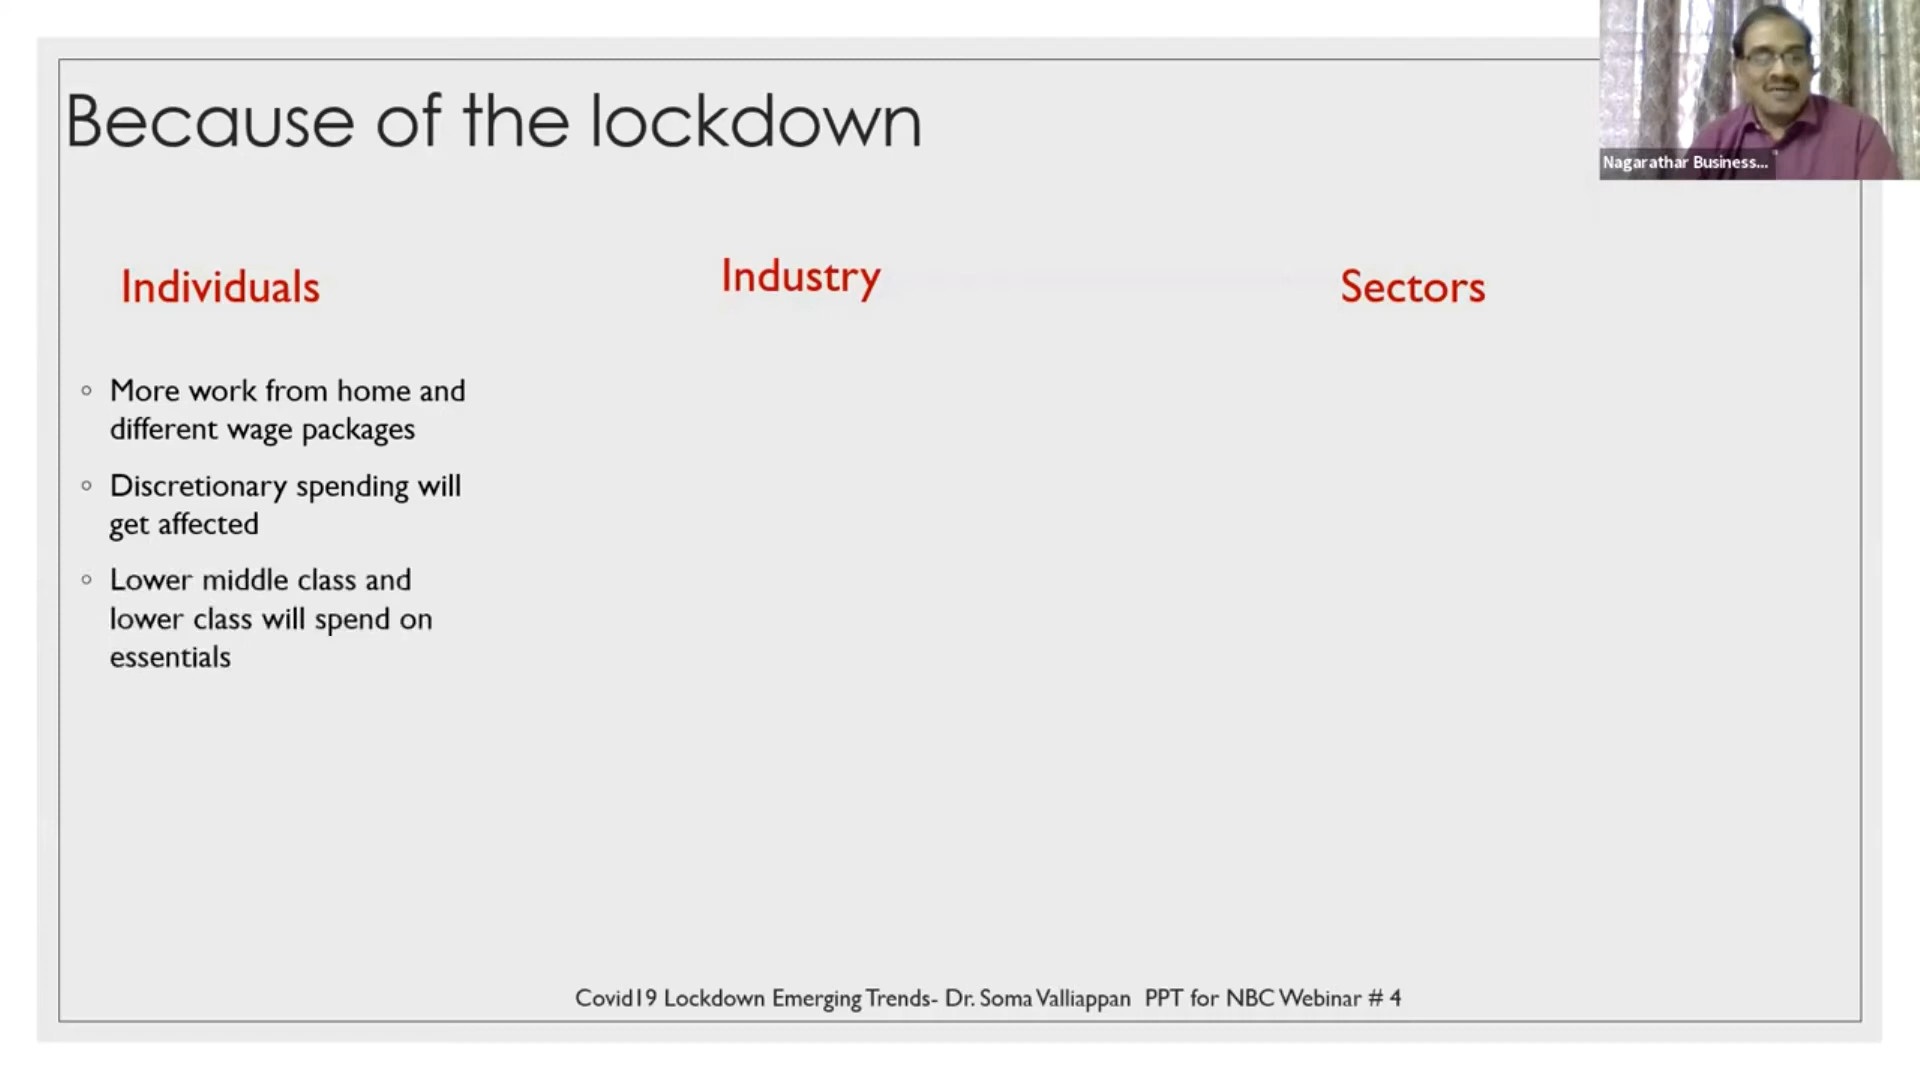 Because of the lockdown
Nagarathar Business...
Individuals
Industry
Sectors
◦ More work from home and
different wage packages
◦ Discretionary spending will
get affected
◦ Lower middle class and
lower class will spend on
essentials
Covid19 Lockdown Emerging Trends- Dr. Soma Valliappan PPT for NBC Webinar # 4